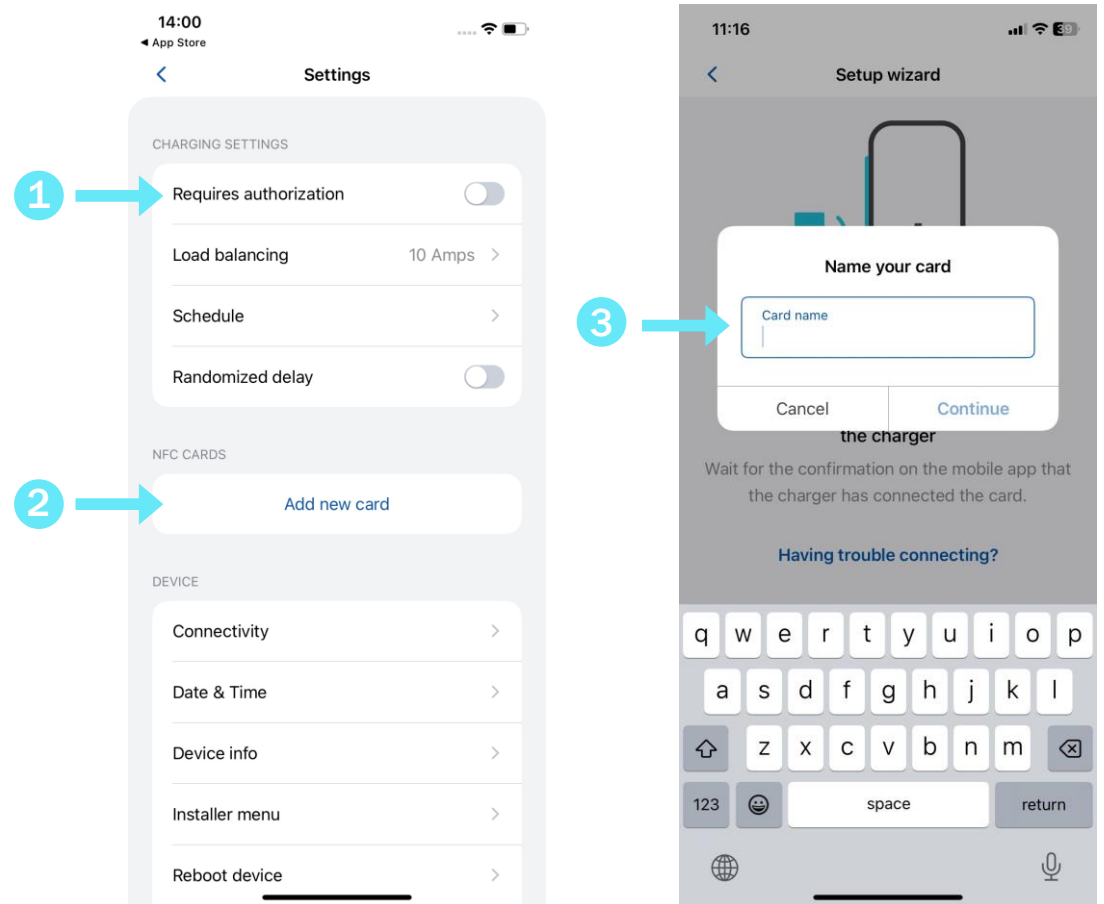 14:00
App Store
Settings
CHARGING SETTINGS
1
Requires authorization
Load balancing 10 Amps
Schedule
Randomized delay
NFC CARDS
2
Add new card
DEVICE
Connectivity
Date & Time
Device info
Installer menu
Reboot device
11:16
39
Setup wizard
Name your card
3
Card name
Cancel Continue
the charger
Wait for the confirmation on the mobile app that
the charger has connected the card.
Having trouble connecting?
q w e r t y u i o p
a s d f g h j k l
z x c v b n m
123 space return